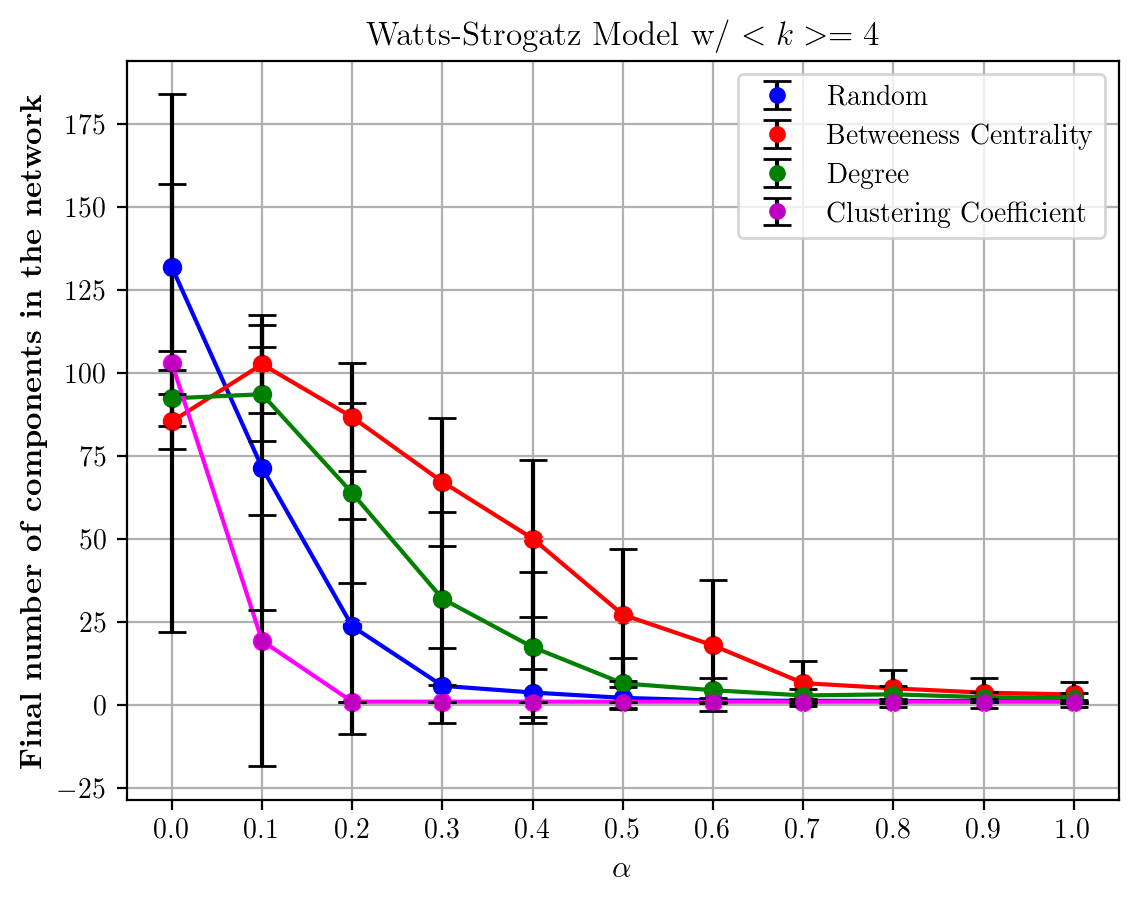 Watts-Strogatz Model w/ < k >= 4
Random
Betweeness Centrality
Degree
Clustering Coefficient
Final number of components in the network
175
150
125
100
75
50
25
0
−25
0.0 0.1 0.2 0.3 0.4 0.5 0.6 0.7 0.8 0.9 1.0
α